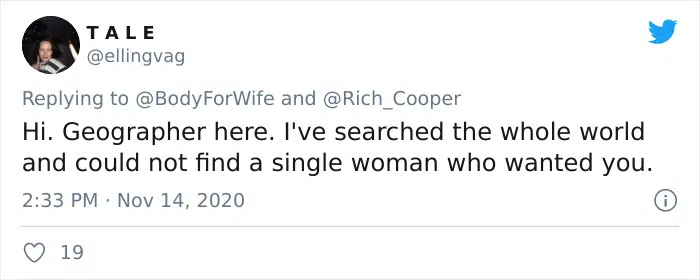 T A L E
@ellingvag
Replying to @BodyForWife and @Rich_Cooper
Hi. Geographer here. I've searched the whole world
and could not find a single woman who wanted you.
2:33 PM · Nov 14, 2020
19